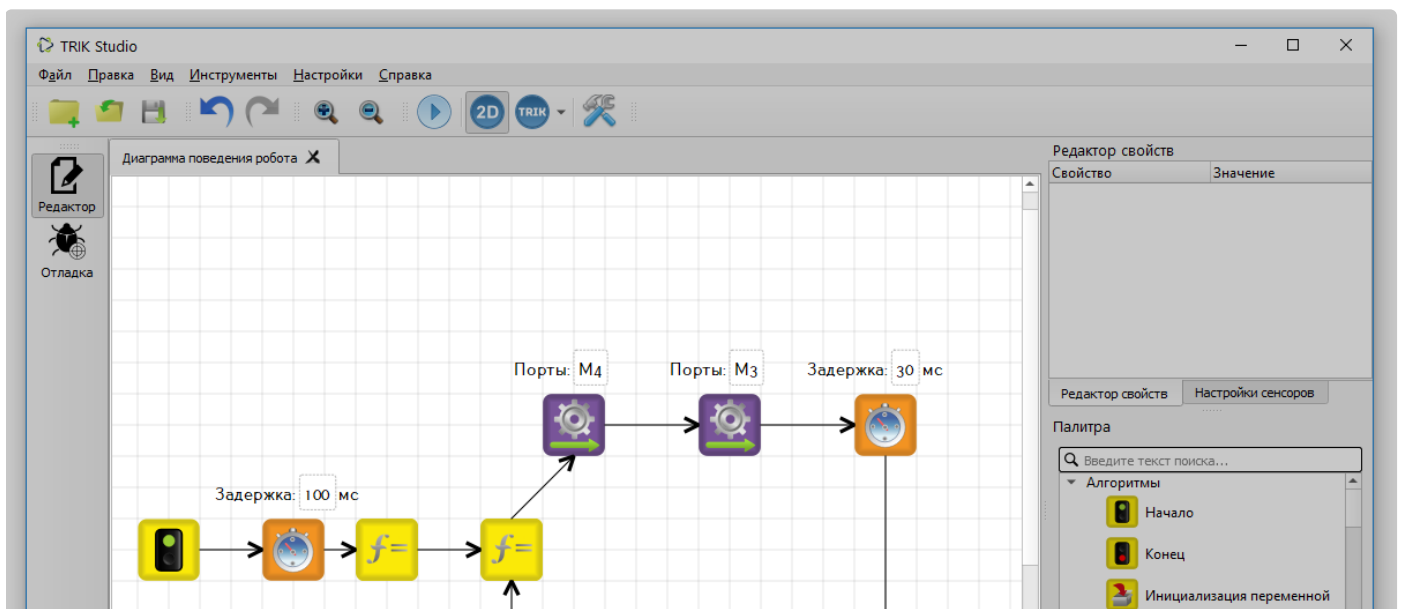 TRIK Studio
Файл Правка Вид Инструменты Настройки Справка
2D TRIK
Редактор
Отладка
Диаграмма поведения робота
Порты: M4 Порты: M3 Задержка: 30 мс
Задержка: 100 мс
f= f=
Редактор свойств
Свойство Значение
Редактор свойств Настройки сенсоров
Палитра
Введите текст поиска...
Алгоритмы
Начало
Конец
Инициализация переменной